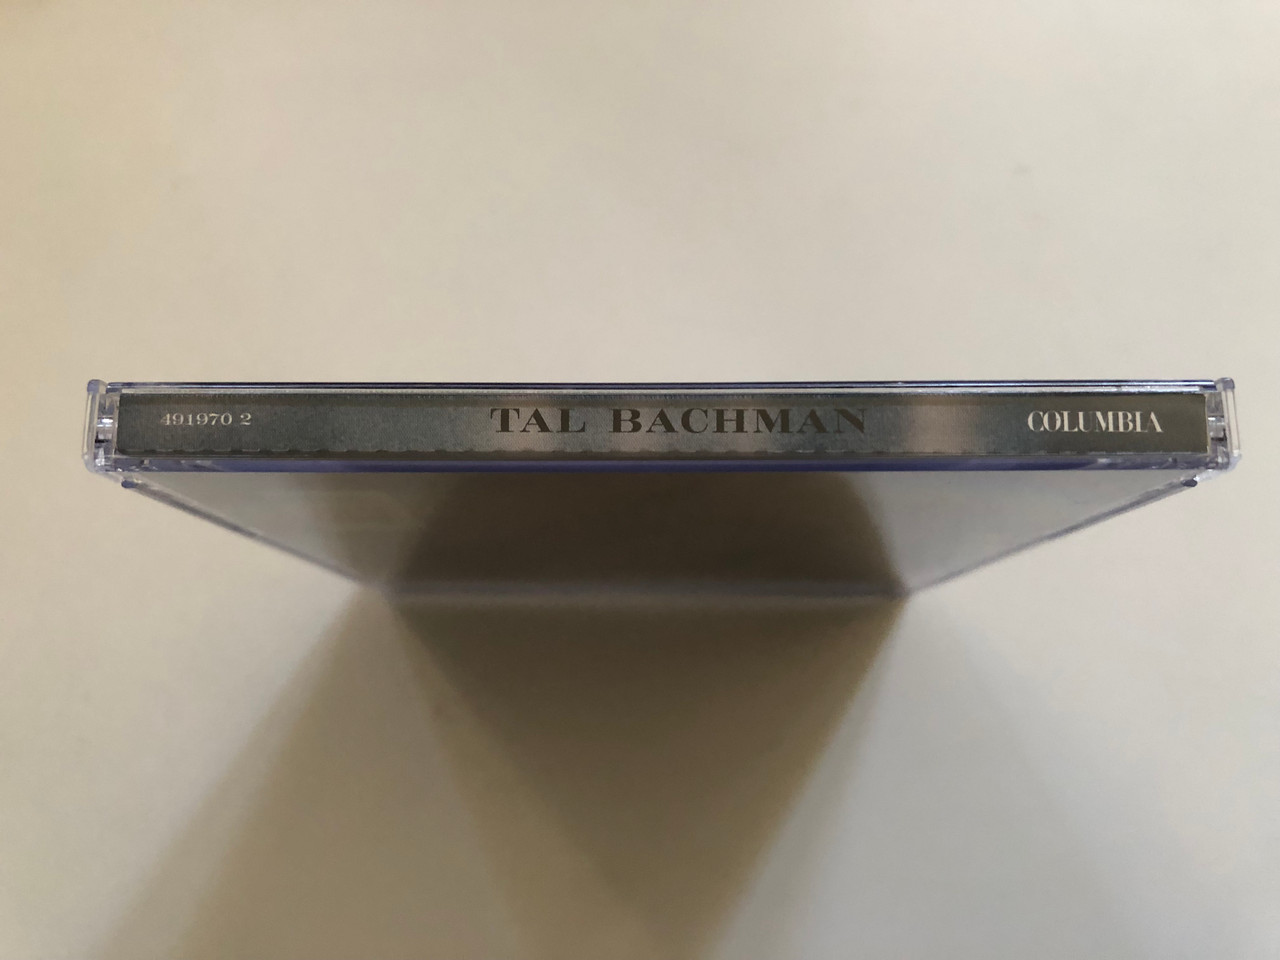 491970 2 TAL BACHMAN COLUMBIA